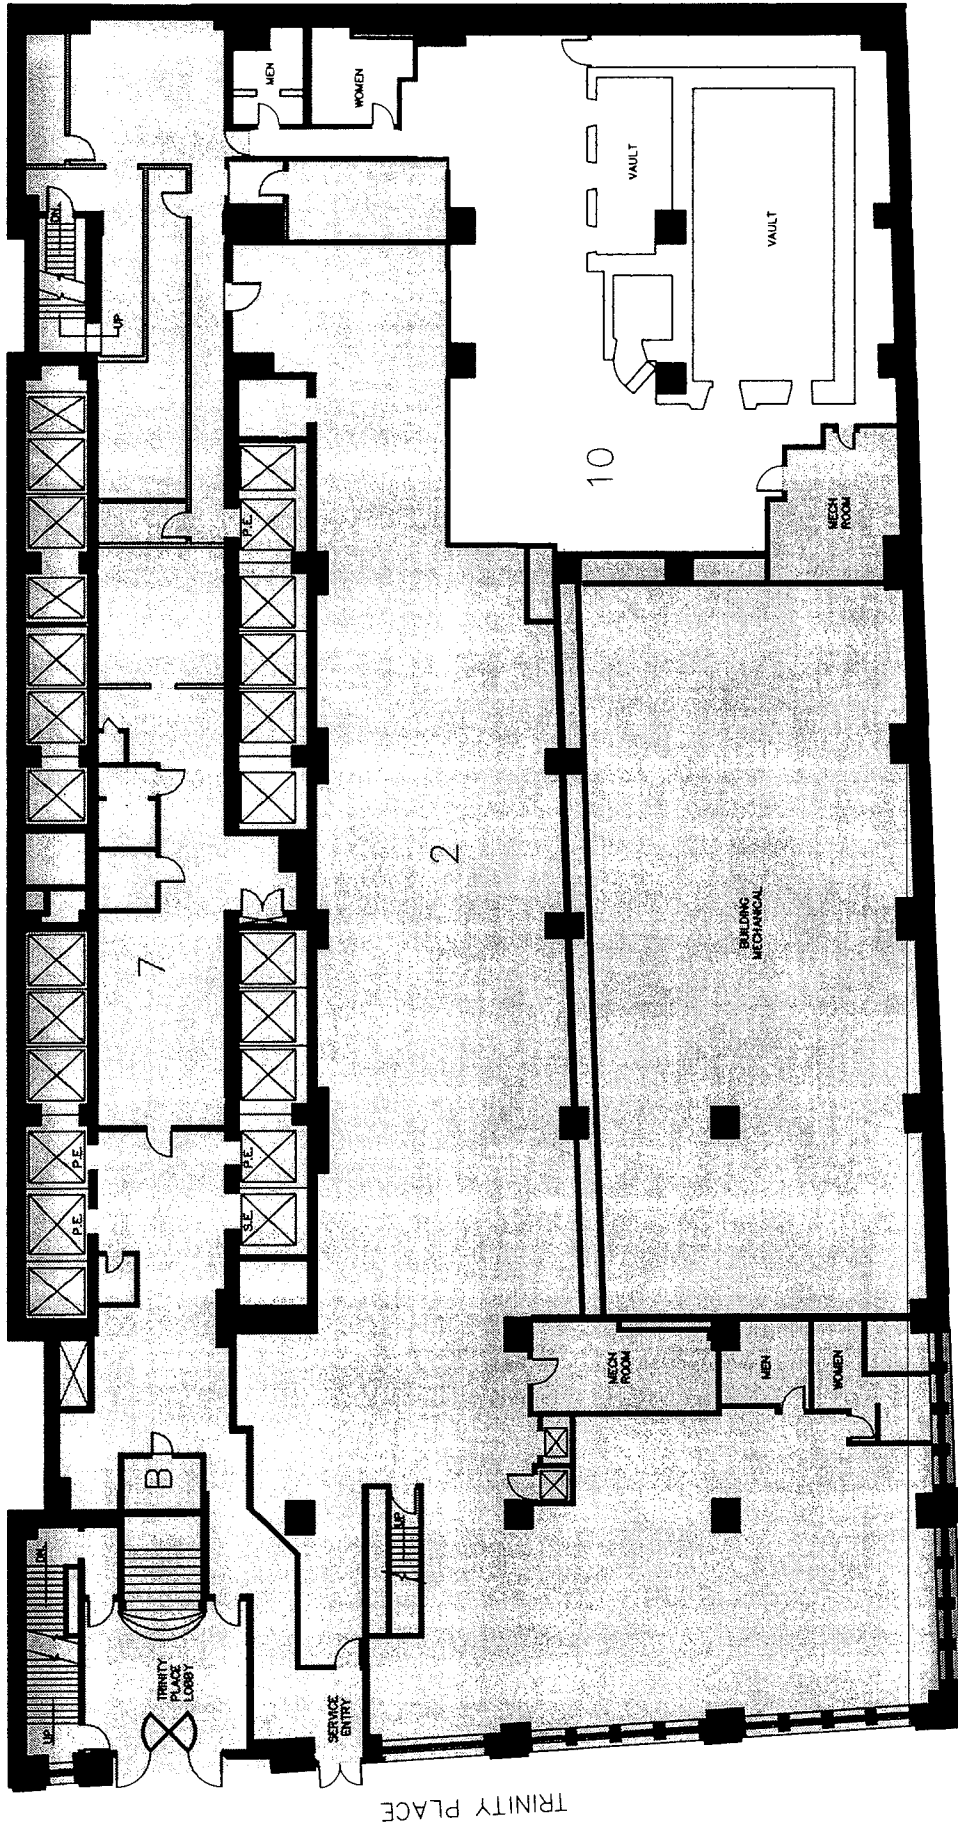 MEN
WOMEN
VAULT
VAULT
DN.
UP
P.E.
10
MECH
ROOM
2
BUILDING
MECHANICAL
7
P.E.
P.E.
P.E.
S.E.
MECH
ROOM
MEN
WOMEN
B
UP
DN.
UP
TRINITY
PLACE
LOBBY
SERVICE
ENTRY
TRINITY PLACE